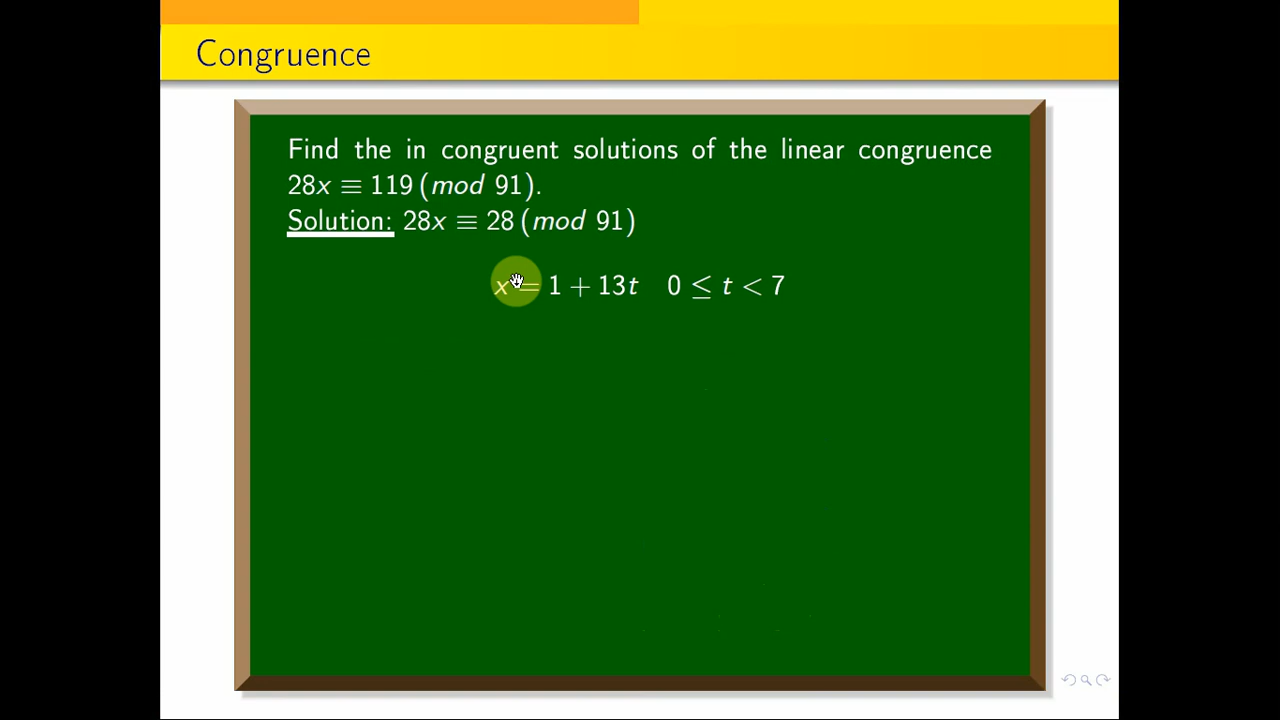 Congruence
Find the in congruent solutions of the linear congruence
28x ≡ 119 (mod 91).
Solution: 28x ≡ 28 (mod 91)
x = 1 + 13t 0 ≤ t < 7